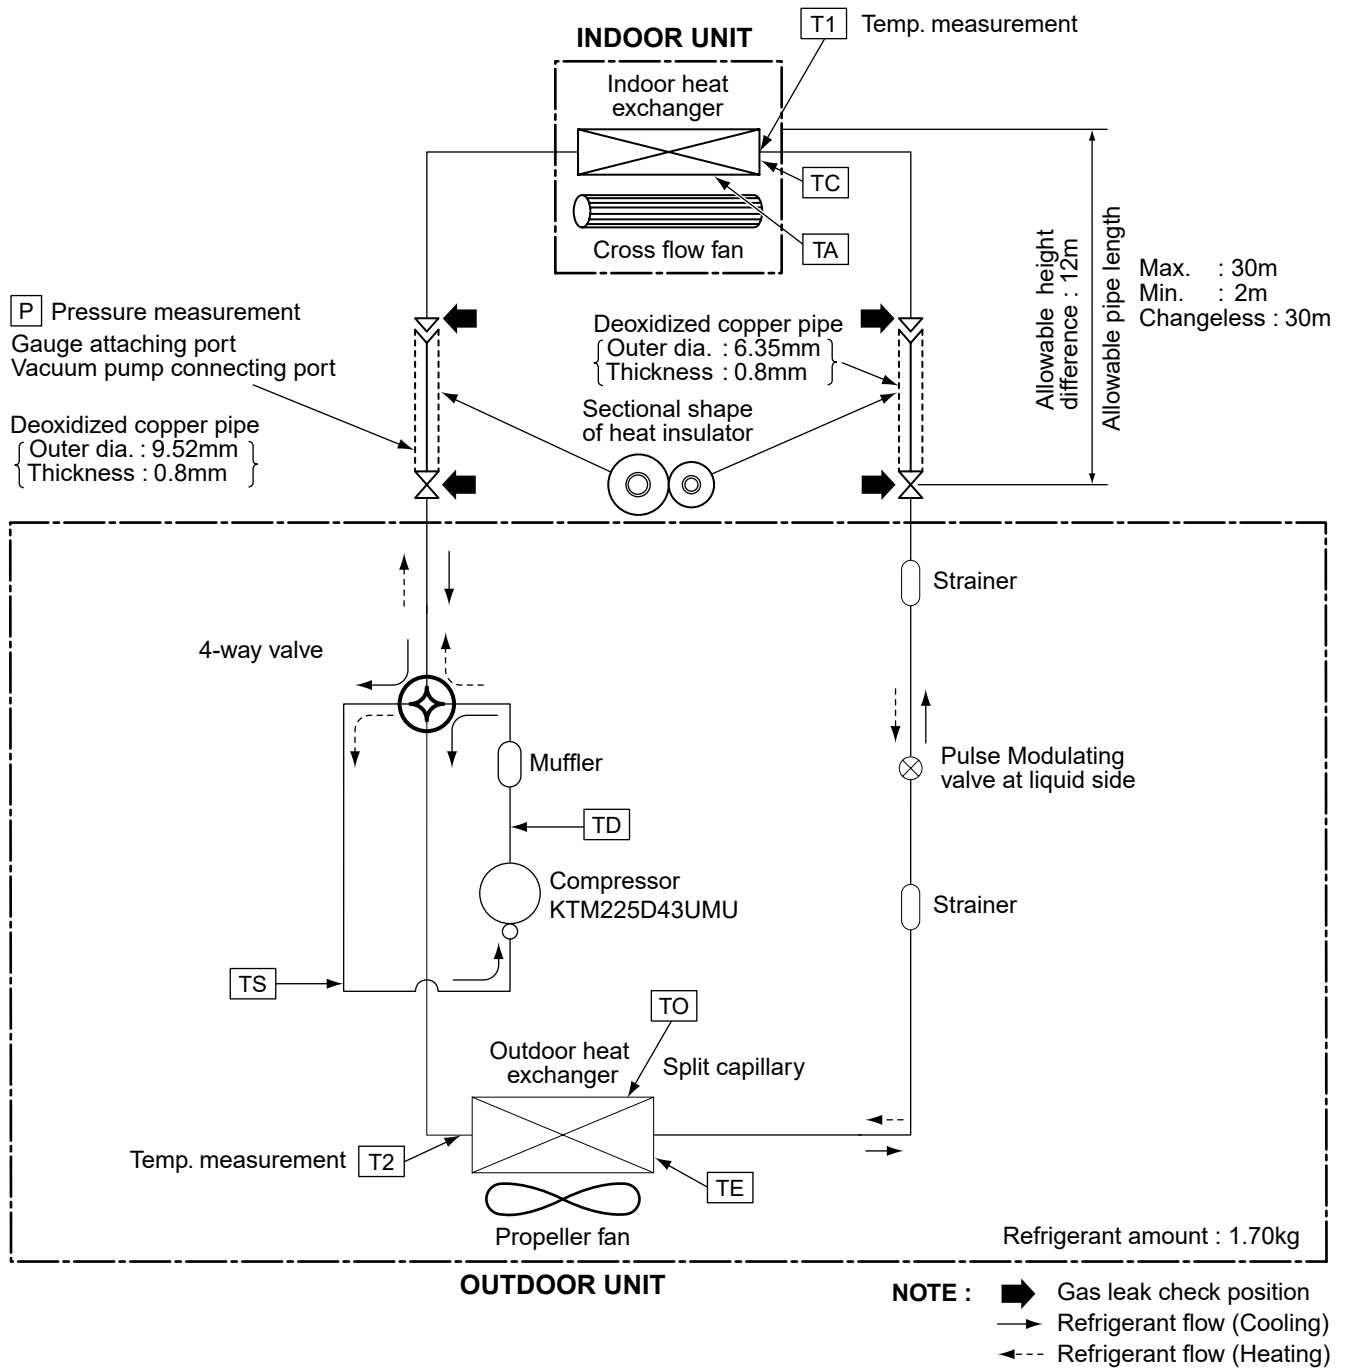 T1 Temp. measurement
INDOOR UNIT
Indoor heat
exchanger
TC
Cross flow fan
TA
Allowable height
difference : 12m
Allowable pipe length
Max. : 30m
Min. : 2m
Changeless : 30m
P Pressure measurement
Gauge attaching port
Vacuum pump connecting port
Deoxidized copper pipe
Outer dia. : 9.52mm
Thickness : 0.8mm
Deoxidized copper pipe
Outer dia. : 6.35mm
Thickness : 0.8mm
Sectional shape
of heat insulator
Strainer
4-way valve
Muffler
Pulse Modulating
valve at liquid side
TD
Compressor
KTM225D43UMU
Strainer
TS
TO
Outdoor heat
exchanger
Split capillary
Temp. measurement T2
TE
Propeller fan
Refrigerant amount : 1.70kg
OUTDOOR UNIT
NOTE : Gas leak check position
Refrigerant flow (Cooling)
Refrigerant flow (Heating)